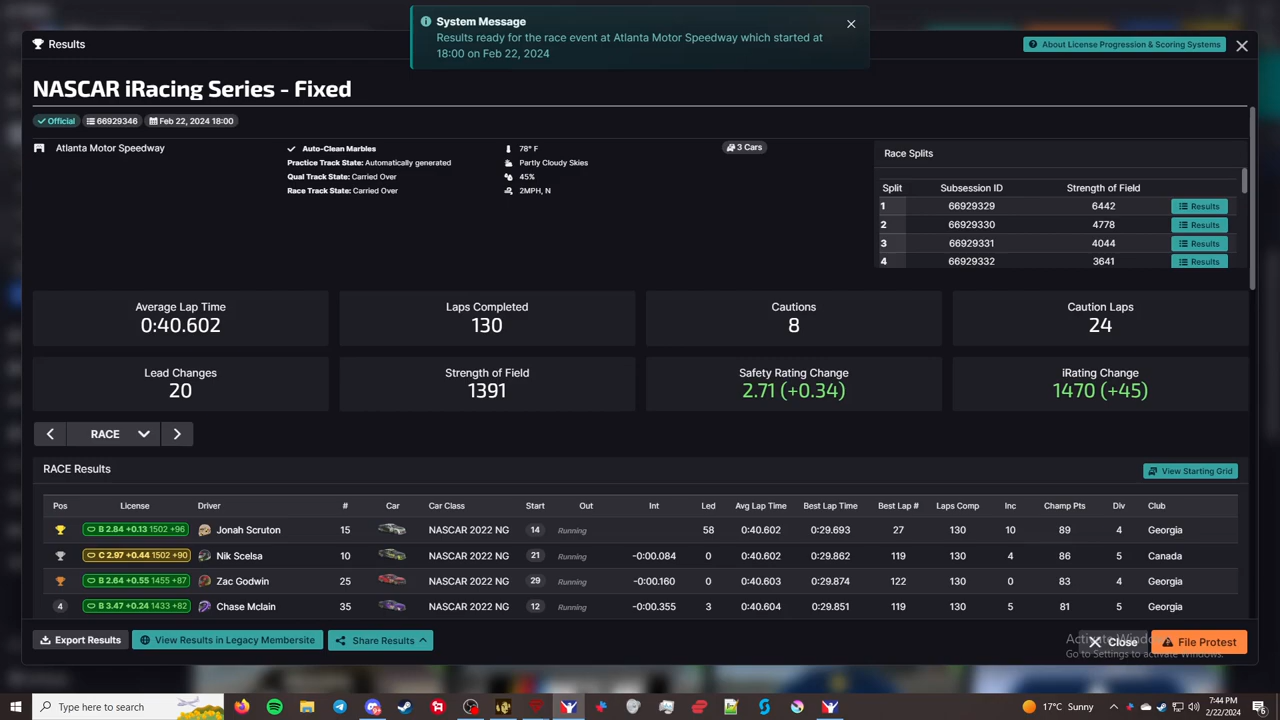 System Message
Results ready for the race event at Atlanta Motor Speedway which started at
18:00 on Feb 22, 2024
Results
About License Progression & Scoring Systems
NASCAR iRacing Series - Fixed
Official 66929346 Feb 22, 2024 18:00
Atlanta Motor Speedway
Auto-Clean Marbles
Practice Track State: Automatically generated
Qual Track State: Carried Over
Race Track State: Carried Over
78° F
Partly Cloudy Skies
45%
2MPH, N
3 Cars
Race Splits
Split Subsession ID Strength of Field
1 66929329 6442 Results
2 66929330 4778 Results
3 66929331 4044 Results
4 66929332 3641 Results
Average Lap Time
0:40.602
Laps Completed
130
Cautions
8
Caution Laps
24
Lead Changes
20
Strength of Field
1391
Safety Rating Change
2.71 (+0.34)
iRating Change
1470 (+45)
RACE
RACE Results
View Starting Grid
Pos License Driver # Car Car Class Start Out Int Led Avg Lap Time Best Lap Time Best Lap # Laps Comp Inc Champ Pts Div Club
B 2.84 +0.13 1502 +96 Jonah Scruton 15 NASCAR 2022 NG 14 Running 58 0:40.602 0:29.693 27 130 10 89 4 Georgia
C 2.97 +0.44 1502 +90 Nik Scelsa 10 NASCAR 2022 NG 21 Running -0:00.084 0 0:40.602 0:29.862 119 130 4 86 5 Canada
B 2.64 +0.55 1455 +87 Zac Godwin 25 NASCAR 2022 NG 29 Running -0:00.160 0 0:40.603 0:29.874 122 130 0 83 4 Georgia
4 B 3.47 +0.24 1433 +82 Chase Mclain 35 NASCAR 2022 NG 12 Running -0:00.355 3 0:40.604 0:29.851 119 130 5 81 5 Georgia
Export Results
View Results in Legacy Membersite
Share Results
Close
File Protest
Go to Settings to activate Windows.
Type here to search
17°C Sunny
7:44 PM
2/22/2024